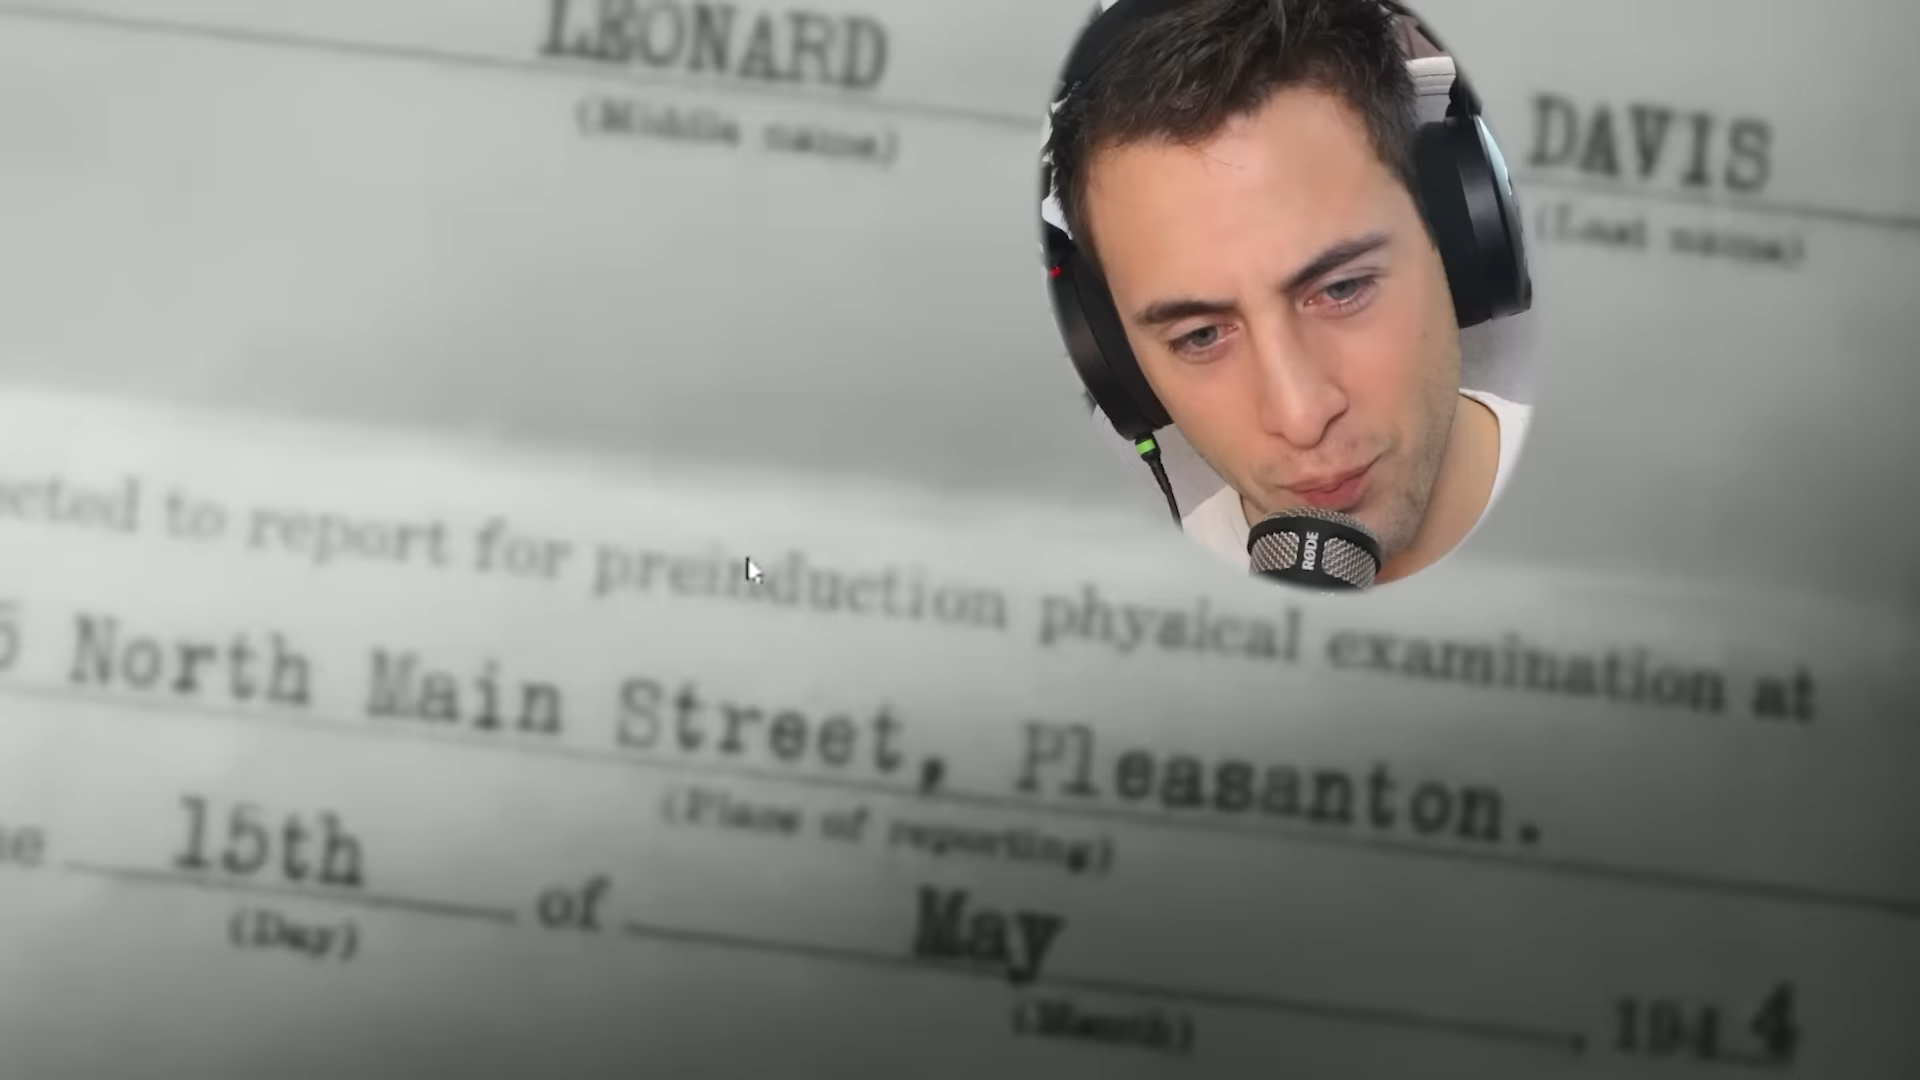 LEONARD DAVIS
(Middle name) (Last name)
to report for preinduction physical examination at
North Main Street, Pleasanton.
(Place of reporting)
15th of May, 1944
(Day) (Month)
RØDE